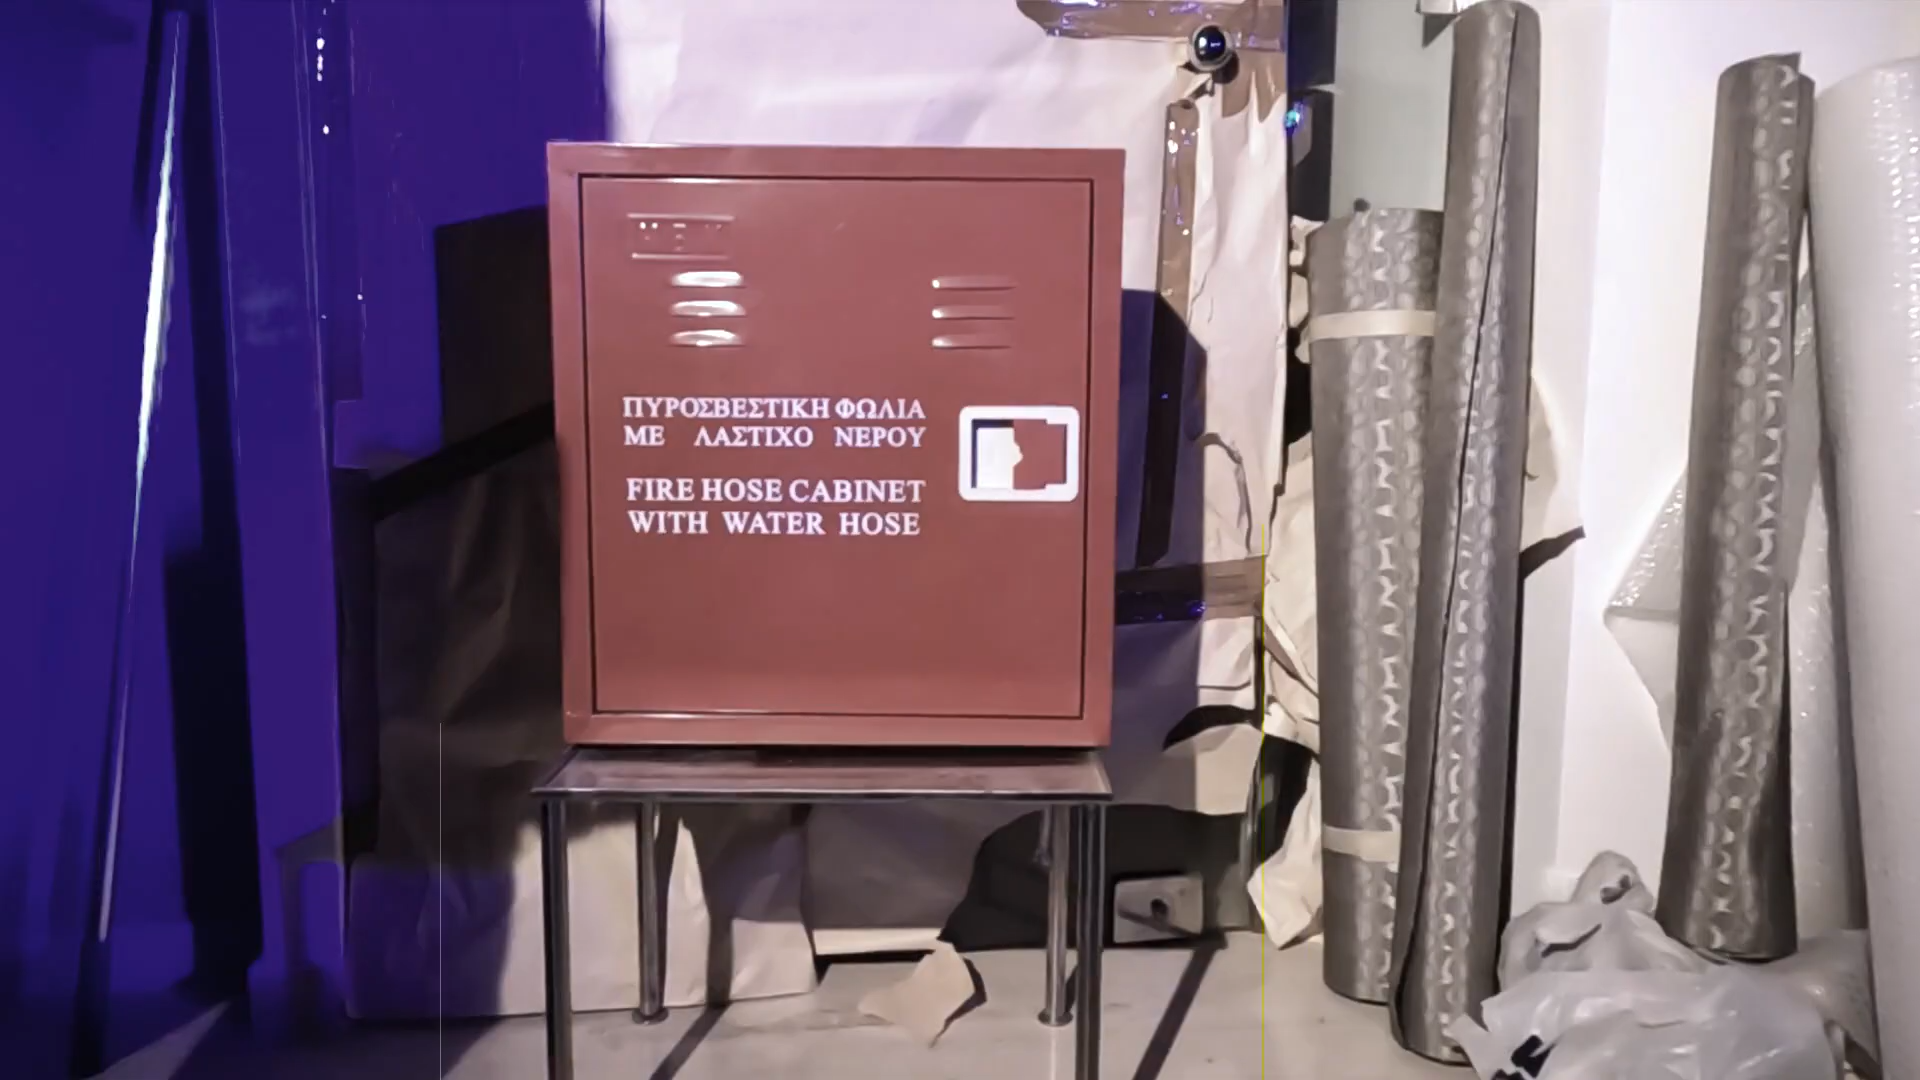 ΠΥΡΟΣΒΕΣΤΙΚΗ ΦΩΛΙΑ
ΜΕ ΛΑΣΤΙΧΟ ΝΕΡΟΥ
FIRE HOSE CABINET
WITH WATER HOSE